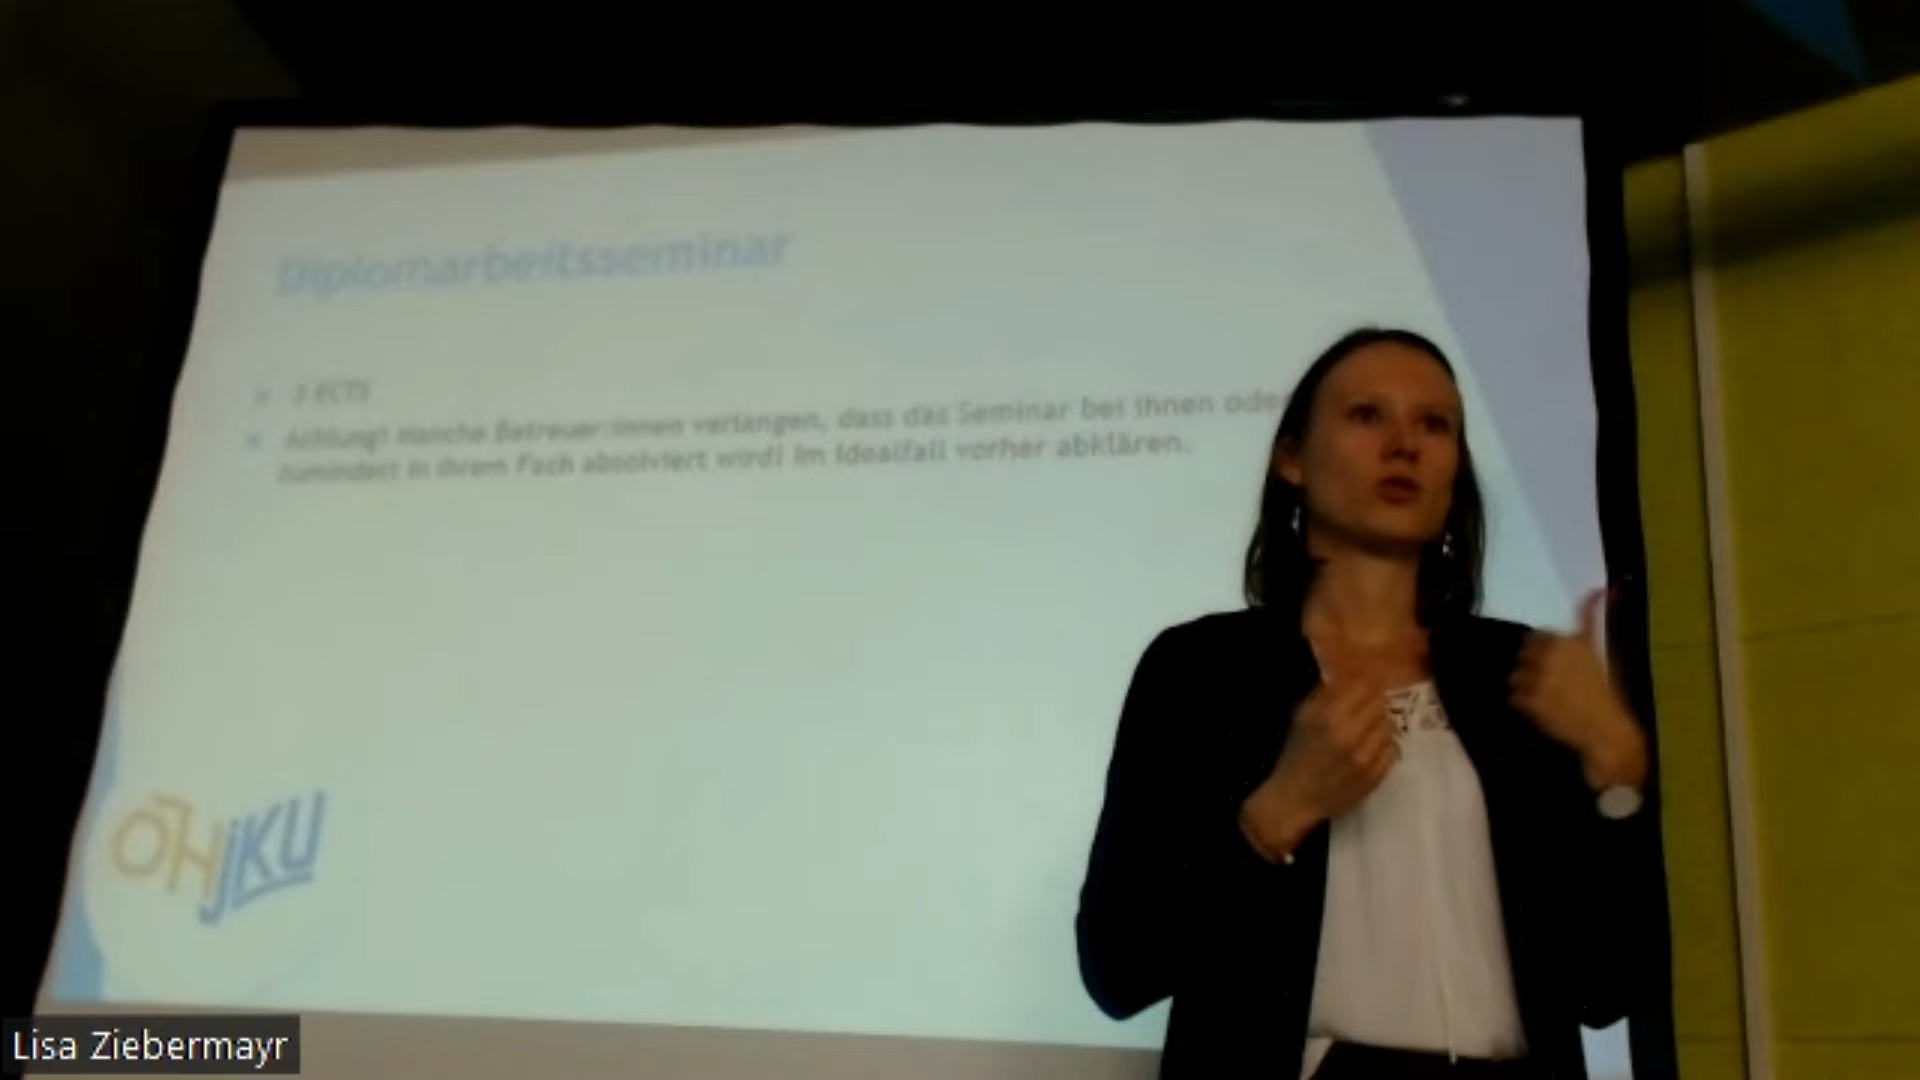 Diplomarbeitsseminar
3 ECTS
Achtung! Manche Betreuer:innen verlangen, dass das Seminar bei ihnen oder
zumindest in ihrem Fach absolviert wird! Im Idealfall vorher abklären.
ÖH JKU
Lisa Ziebermayr